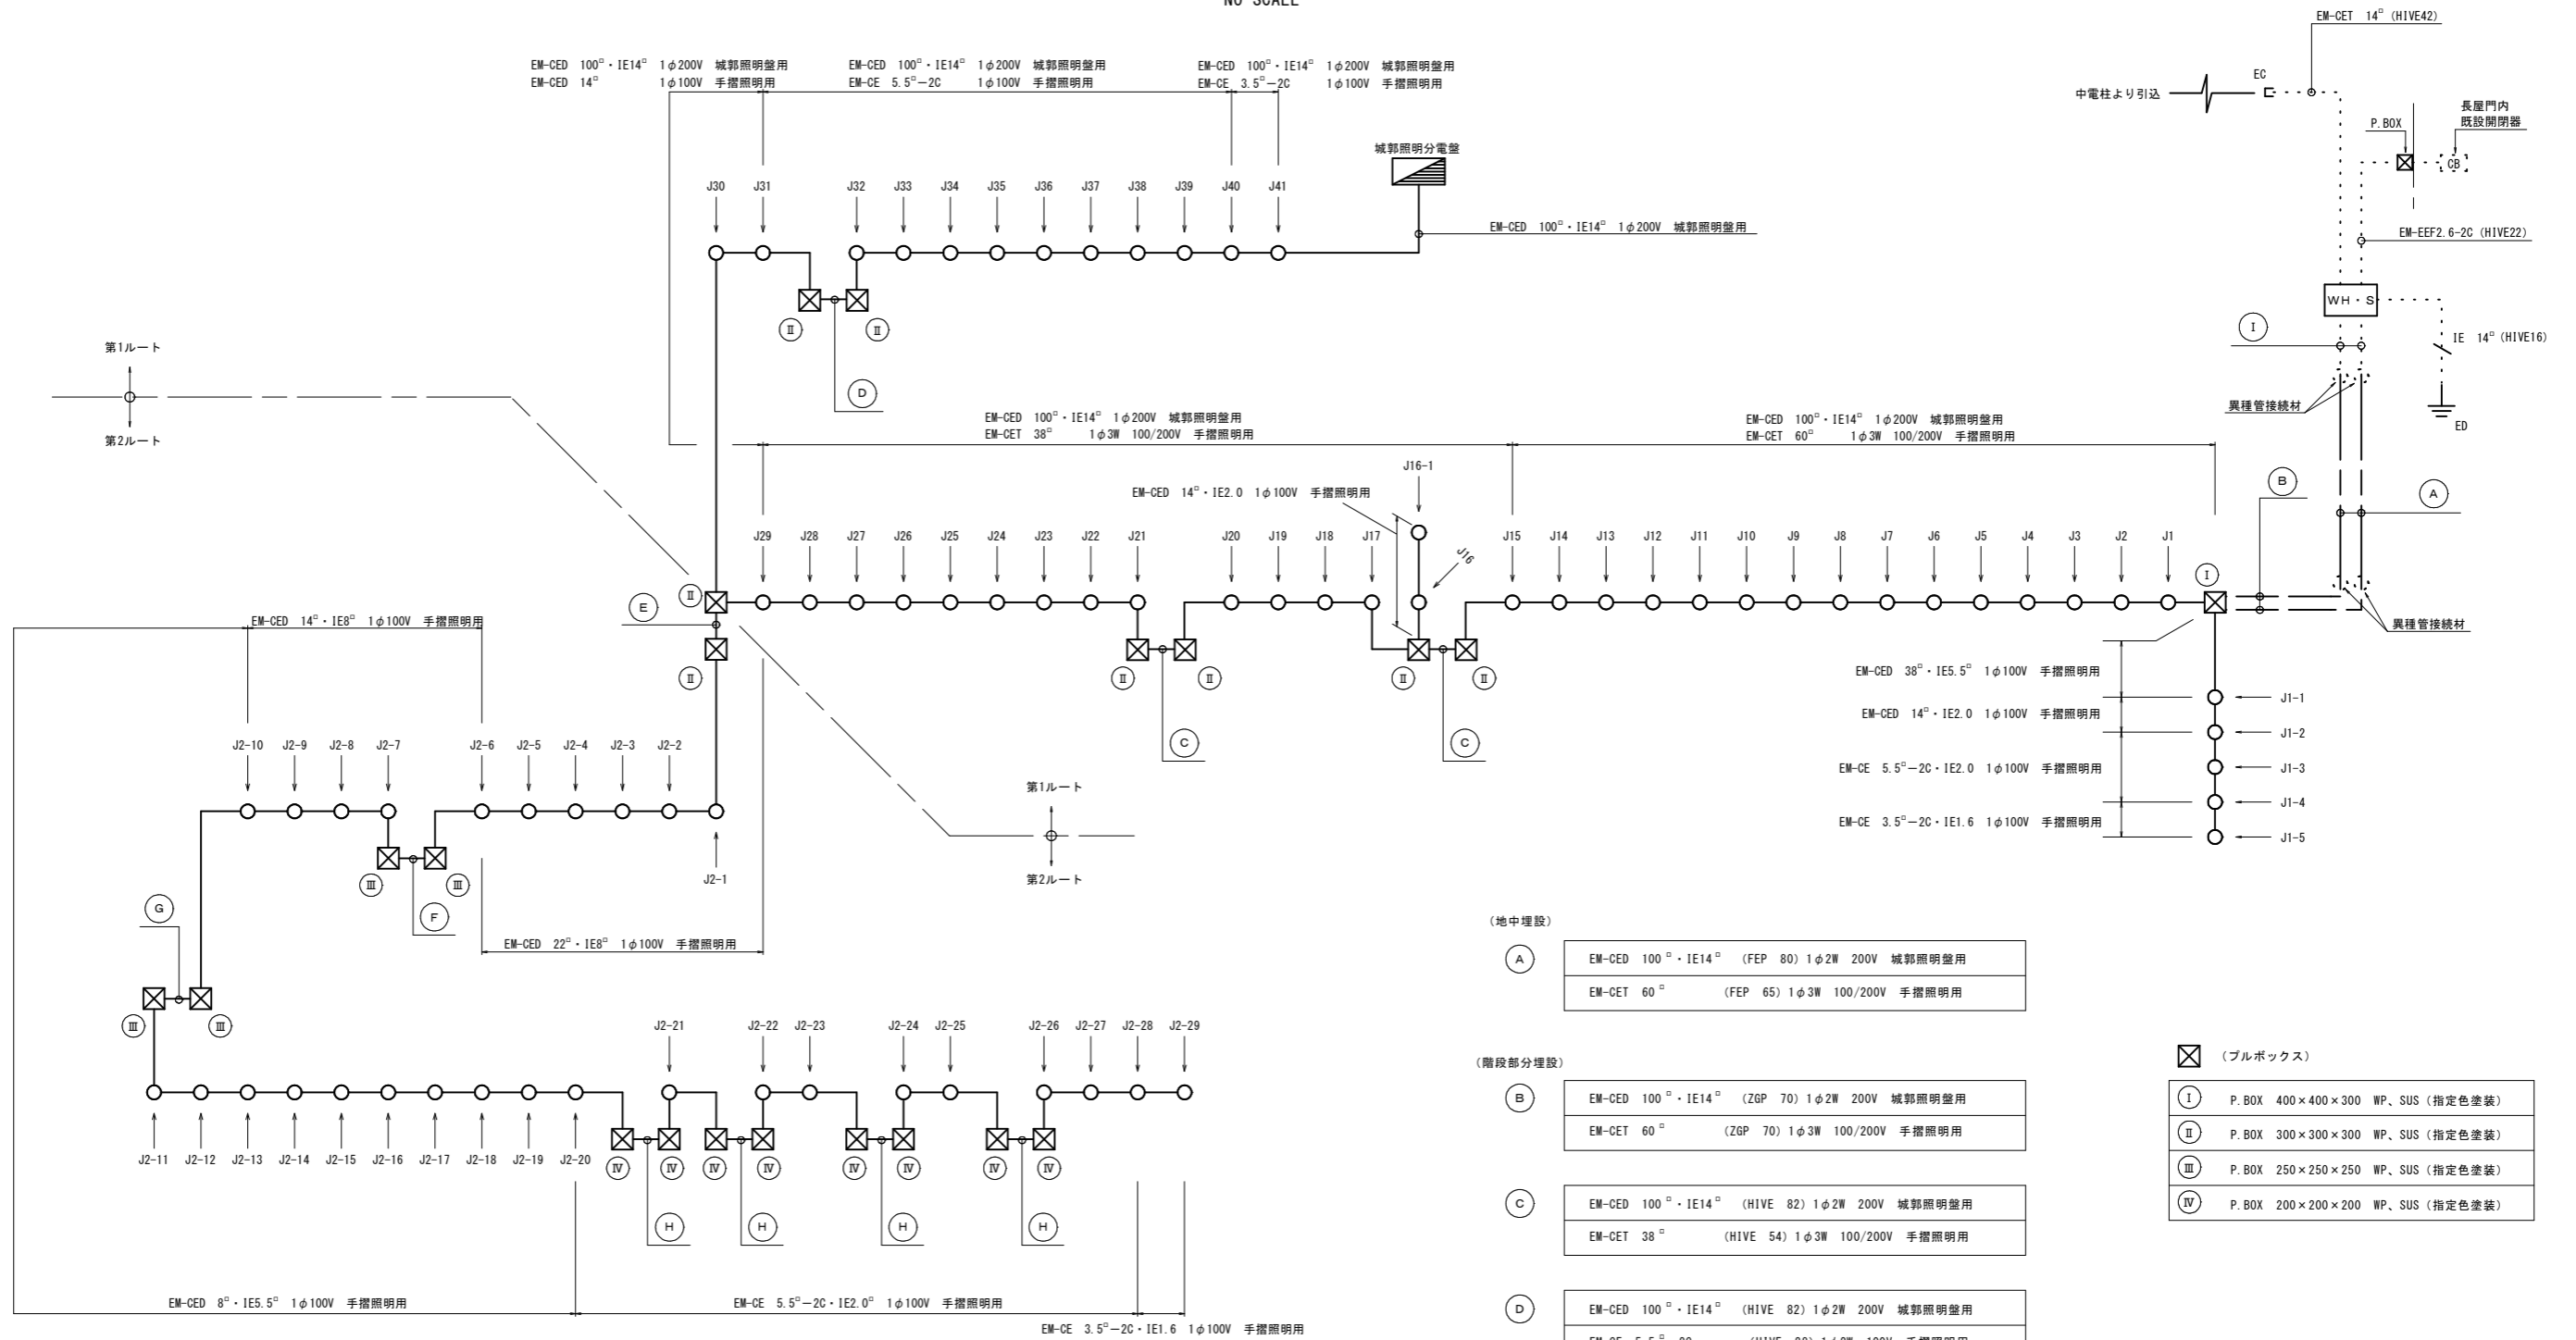 NO SCALE
EM-CET 14□ (HIVE42)
EM-CED 100□・IE14□ 1φ200V 城郭照明盤用
EM-CED 14□ 1φ100V 手摺照明用
EM-CED 100□・IE14□ 1φ200V 城郭照明盤用
EM-CE 5.5□－2C 1φ100V 手摺照明用
EM-CED 100□・IE14□ 1φ200V 城郭照明盤用
EM-CE 3.5□－2C 1φ100V 手摺照明用
中電柱より引込
EC
P.BOX
長屋門内
既設開閉器
CB
城郭照明分電盤
J30 J31 J32 J33 J34 J35 J36 J37 J38 J39 J40 J41
EM-CED 100□・IE14□ 1φ200V 城郭照明盤用
EM-EEF2.6-2C (HIVE22)
WH・S
Ⅱ Ⅱ
Ⅰ
IE 14□ (HIVE16)
第1ルート
第2ルート
D
異種管接続材
ED
EM-CED 100□・IE14□ 1φ200V 城郭照明盤用
EM-CET 38□ 1φ3W 100/200V 手摺照明用
EM-CED 100□・IE14□ 1φ200V 城郭照明盤用
EM-CET 60□ 1φ3W 100/200V 手摺照明用
J16-1
EM-CED 14□・IE2.0 1φ100V 手摺照明用
B
A
J29 J28 J27 J26 J25 J24 J23 J22 J21 J20 J19 J18 J17 J16 J15 J14 J13 J12 J11 J10 J9 J8 J7 J6 J5 J4 J3 J2 J1
Ⅰ
E
Ⅱ
異種管接続材
EM-CED 14□・IE8□ 1φ100V 手摺照明用
Ⅱ Ⅱ Ⅱ Ⅱ Ⅱ
EM-CED 38□・IE5.5□ 1φ100V 手摺照明用
J1-1
EM-CED 14□・IE2.0 1φ100V 手摺照明用
J1-2
C C
J2-10 J2-9 J2-8 J2-7 J2-6 J2-5 J2-4 J2-3 J2-2
EM-CE 5.5□－2C・IE2.0 1φ100V 手摺照明用
J1-3
J1-4
EM-CE 3.5□－2C・IE1.6 1φ100V 手摺照明用
J1-5
第1ルート
第2ルート
J2-1
Ⅲ Ⅲ
G
F
EM-CED 22□・IE8□ 1φ100V 手摺照明用
Ⅲ Ⅲ
（地中埋設）
A
EM-CED 100 □・IE14□ (FEP 80) 1φ2W 200V 城郭照明盤用
EM-CET 60 □ (FEP 65) 1φ3W 100/200V 手摺照明用
J2-21 J2-22 J2-23 J2-24 J2-25 J2-26 J2-27 J2-28 J2-29
（階段部分埋設）
B
EM-CED 100 □・IE14□ (ZGP 70) 1φ2W 200V 城郭照明盤用
EM-CET 60 □ (ZGP 70) 1φ3W 100/200V 手摺照明用
（プルボックス）
Ⅰ P.BOX 400×400×300 WP、SUS（指定色塗装）
Ⅱ P.BOX 300×300×300 WP、SUS（指定色塗装）
Ⅲ P.BOX 250×250×250 WP、SUS（指定色塗装）
Ⅳ P.BOX 200×200×200 WP、SUS（指定色塗装）
J2-11 J2-12 J2-13 J2-14 J2-15 J2-16 J2-17 J2-18 J2-19 J2-20
Ⅳ Ⅳ Ⅳ Ⅳ Ⅳ Ⅳ Ⅳ Ⅳ
H H H H
C
EM-CED 100 □・IE14□ (HIVE 82) 1φ2W 200V 城郭照明盤用
EM-CET 38 □ (HIVE 54) 1φ3W 100/200V 手摺照明用
EM-CED 8□・IE5.5□ 1φ100V 手摺照明用
EM-CE 5.5□－2C・IE2.0□ 1φ100V 手摺照明用
EM-CE 3.5□－2C・IE1.6 1φ100V 手摺照明用
D
EM-CED 100 □・IE14□ (HIVE 82) 1φ2W 200V 城郭照明盤用